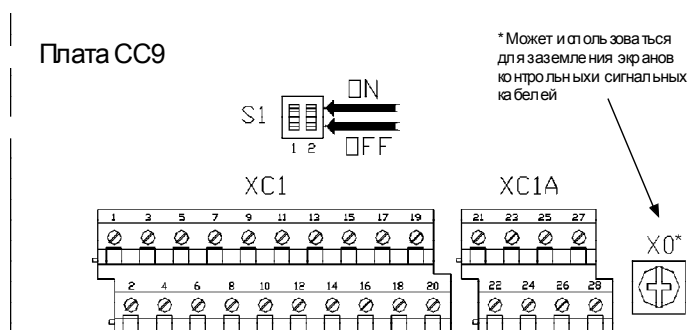 Плата CC9
*Может использоваться
для заземления экранов
контрольныхи сигнальных
кабелей
ON
S1
1 2
OFF
XC1
XC1A
1 3 5 7 9 11 13 15 17 19
21 23 25 27
X0*
2 4 6 8 10 12 14 16 18 20
22 24 26 28